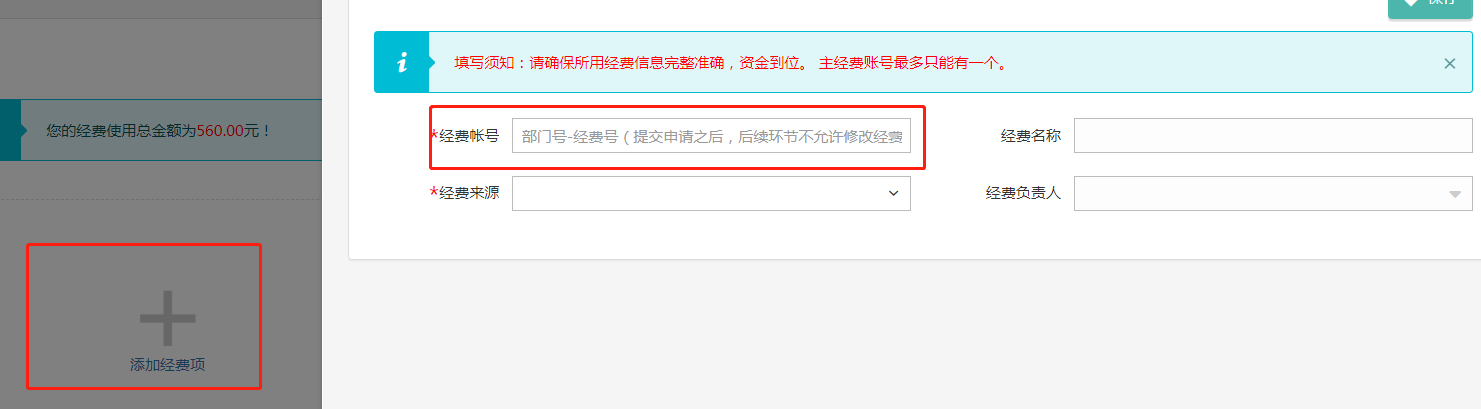 保存
填写须知：请确保所用经费信息完整准确，资金到位。 主经费账号最多只能有一个。
您的经费使用总金额为560.00元！
*经费帐号 部门号-经费号（提交申请之后，后续环节不允许修改经费
经费名称
*经费来源
经费负责人
添加经费项